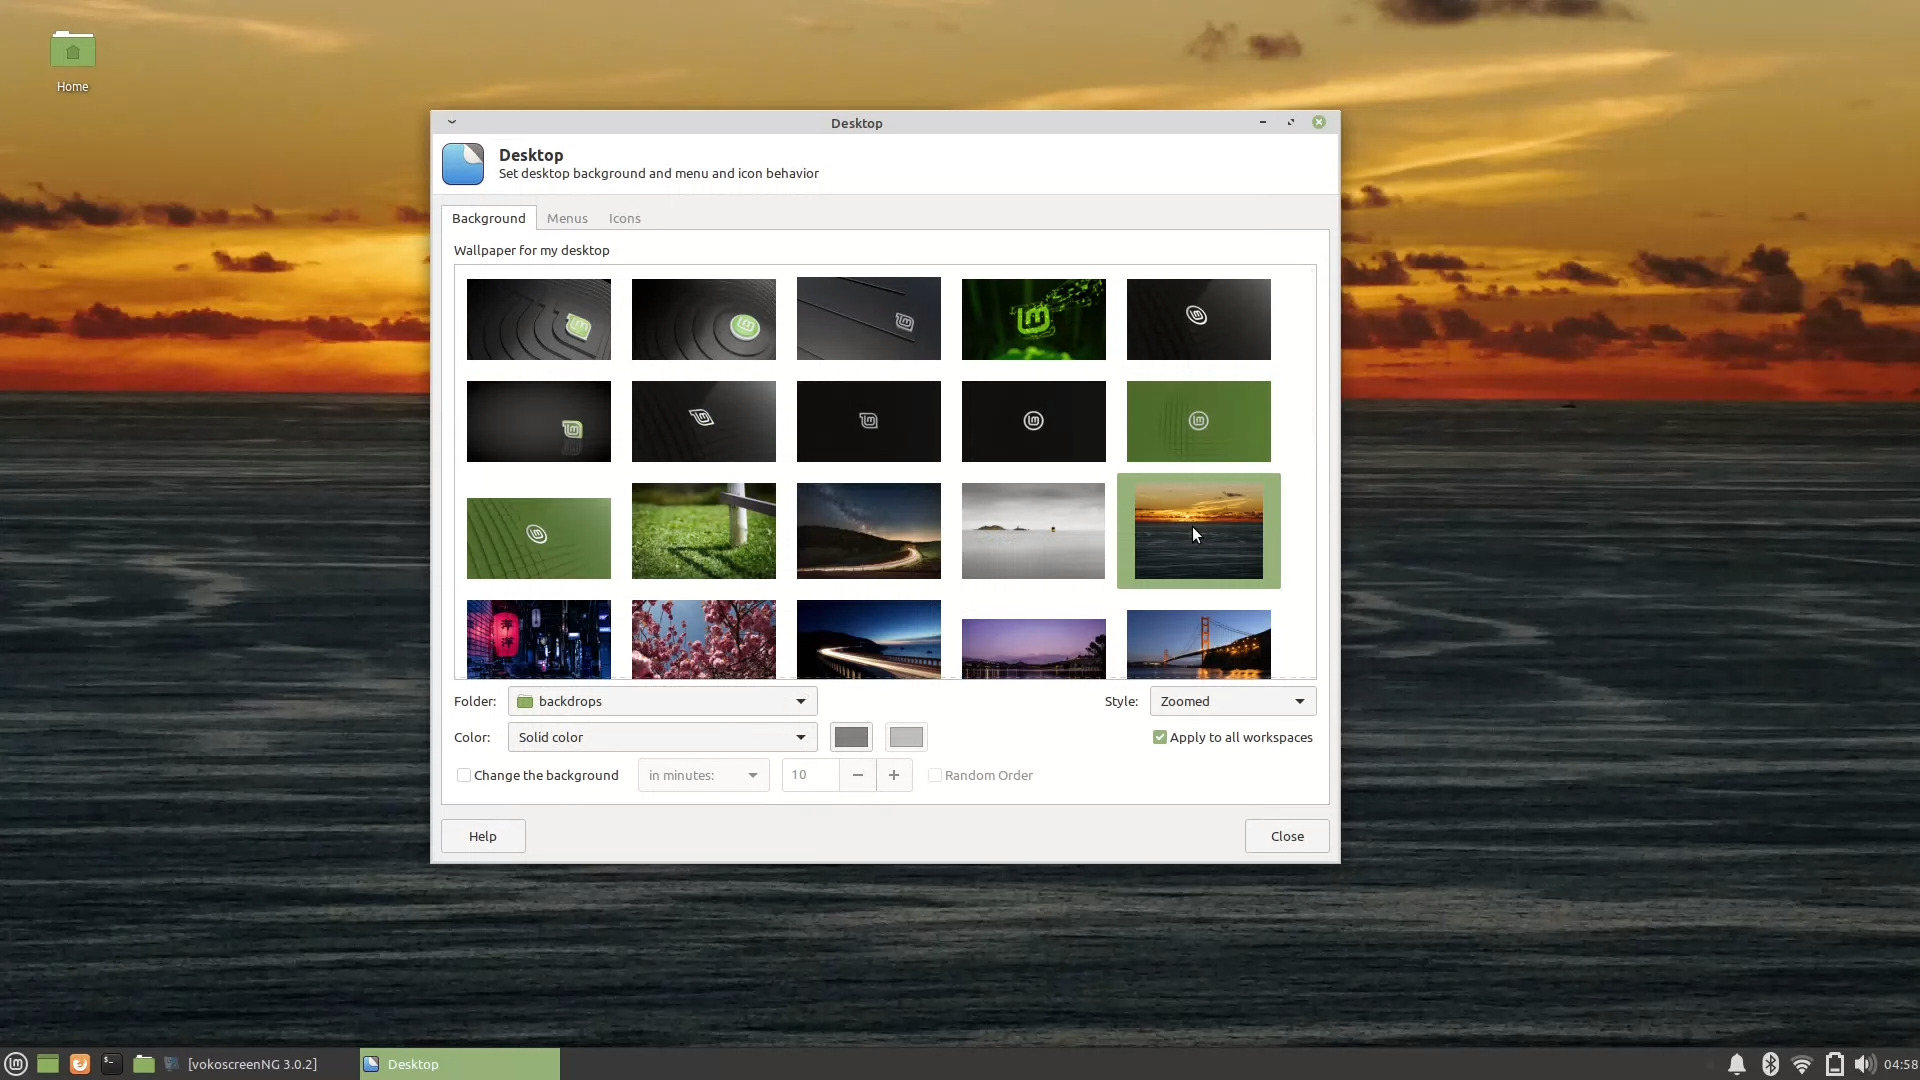 Home
Desktop
Desktop
Set desktop background and menu and icon behavior
Background Menus Icons
Wallpaper for my desktop
Folder: backdrops Style: Zoomed
Color: Solid color Apply to all workspaces
Change the background in minutes: 10 Random Order
Help Close
[vokoscreenNG 3.0.2] Desktop 04:58